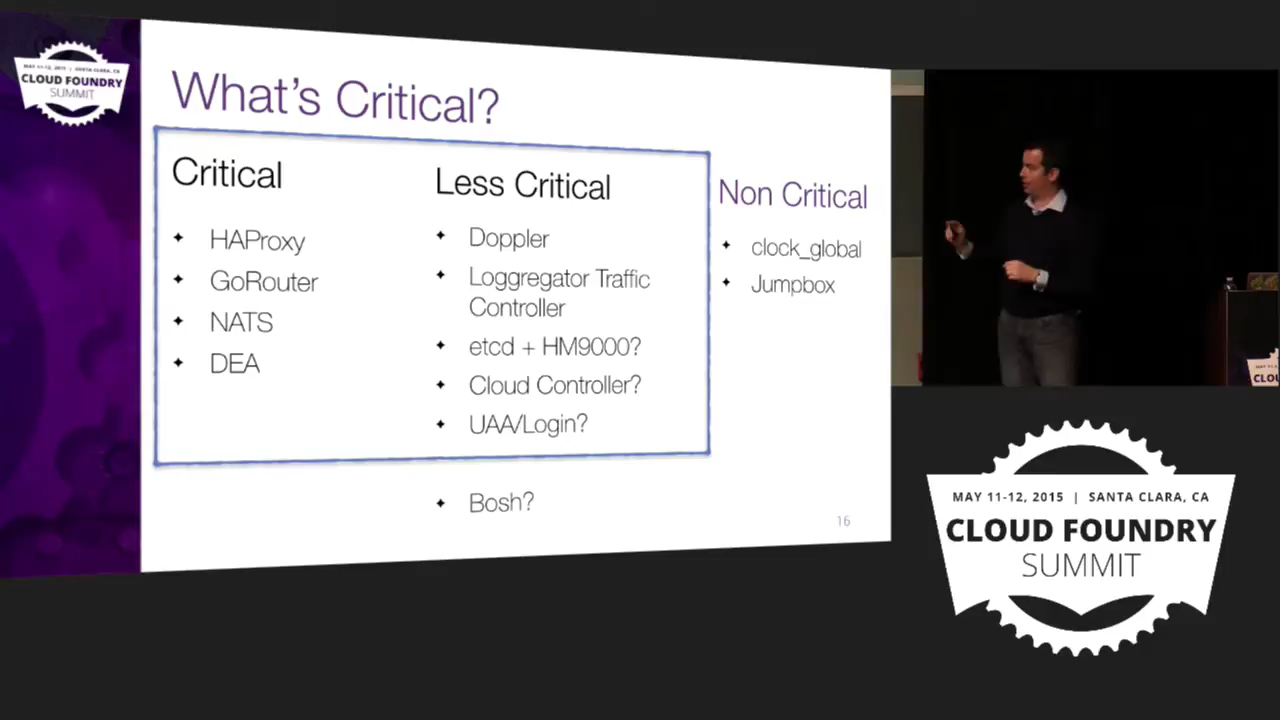 MAY 11-12, 2015 | SANTA CLARA, CA
CLOUD FOUNDRY
SUMMIT
What's Critical?
Critical
HAProxy
GoRouter
NATS
DEA
Less Critical
Doppler
Loggregator Traffic
Controller
etcd + HM9000?
Cloud Controller?
UAA/Login?
Bosh?
Non Critical
clock_global
Jumpbox
16
MAY 11-12, 2015 | SANTA CLARA, CA
CLOUD FOUNDRY
SUMMIT